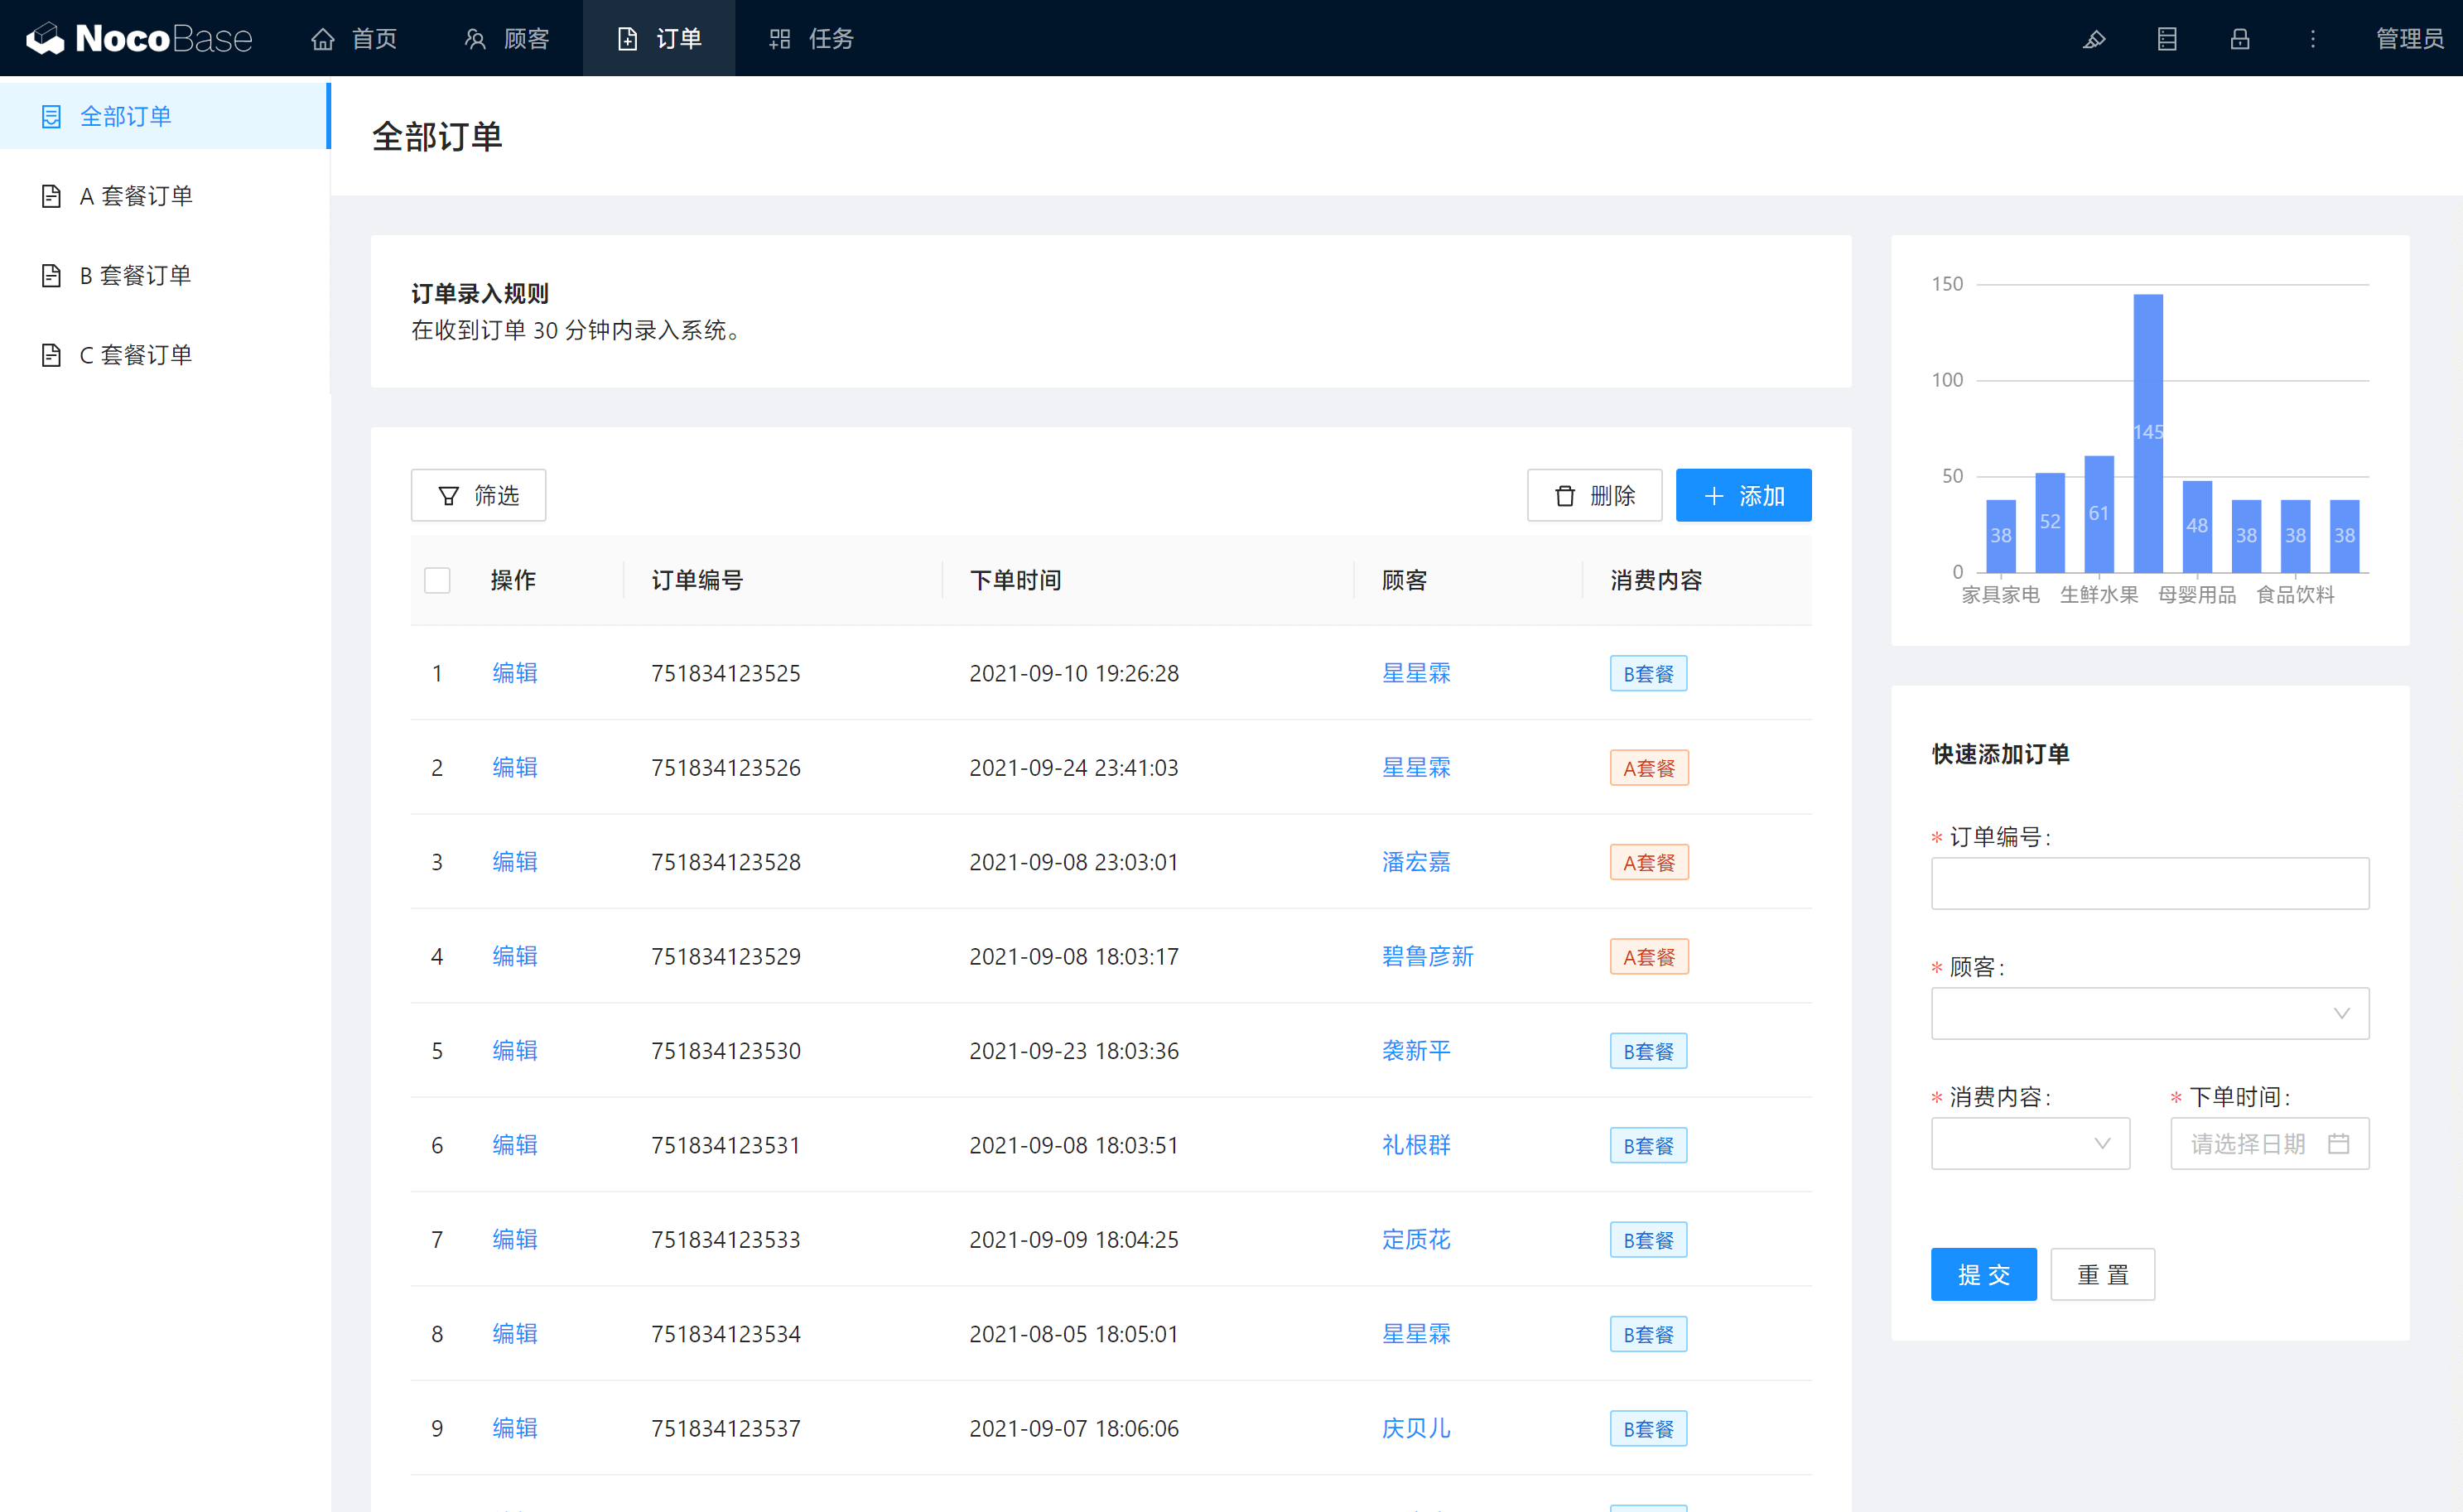 NocoBase 首页 顾客 订单 任务 管理员
全部订单
A 套餐订单
B 套餐订单
C 套餐订单
全部订单
订单录入规则
在收到订单 30 分钟内录入系统。
筛选 删除 添加
操作 订单编号 下单时间 顾客 消费内容
1 编辑 751834123525 2021-09-10 19:26:28 星星霖 B套餐
2 编辑 751834123526 2021-09-24 23:41:03 星星霖 A套餐
3 编辑 751834123528 2021-09-08 23:03:01 潘宏嘉 A套餐
4 编辑 751834123529 2021-09-08 18:03:17 碧鲁彦新 A套餐
5 编辑 751834123530 2021-09-23 18:03:36 袭新平 B套餐
6 编辑 751834123531 2021-09-08 18:03:51 礼根群 B套餐
7 编辑 751834123533 2021-09-09 18:04:25 定质花 B套餐
8 编辑 751834123534 2021-08-05 18:05:01 星星霖 B套餐
9 编辑 751834123537 2021-09-07 18:06:06 庆贝儿 B套餐
150
100
50
0
38 52 61 145 48 38 38 38
家具家电 生鲜水果 母婴用品 食品饮料
快速添加订单
* 订单编号:
* 顾客:
* 消费内容: * 下单时间:
请选择日期
提 交 重 置